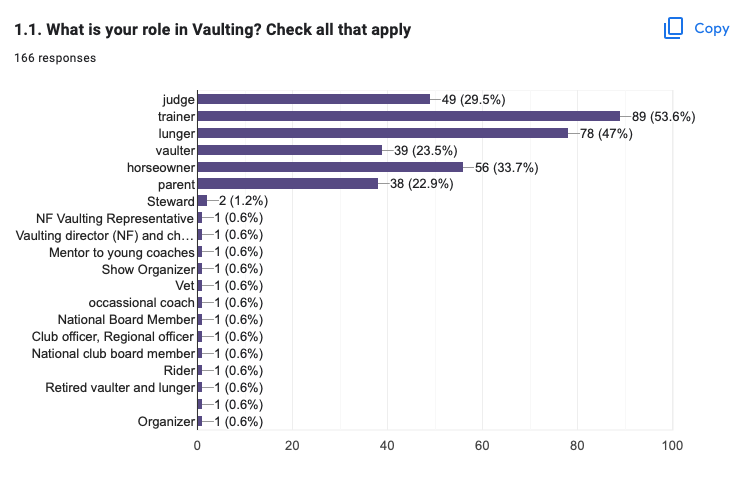 1.1. What is your role in Vaulting? Check all that apply
Copy
166 responses
judge 49 (29.5%)
trainer 89 (53.6%)
lunger 78 (47%)
vaulter 39 (23.5%)
horseowner 56 (33.7%)
parent 38 (22.9%)
Steward 2 (1.2%)
NF Vaulting Representative 1 (0.6%)
Vaulting director (NF) and ch... 1 (0.6%)
Mentor to young coaches 1 (0.6%)
Show Organizer 1 (0.6%)
Vet 1 (0.6%)
occassional coach 1 (0.6%)
National Board Member 1 (0.6%)
Club officer, Regional officer 1 (0.6%)
National club board member 1 (0.6%)
Rider 1 (0.6%)
Retired vaulter and lunger 1 (0.6%)
1 (0.6%)
Organizer 1 (0.6%)
0 20 40 60 80 100